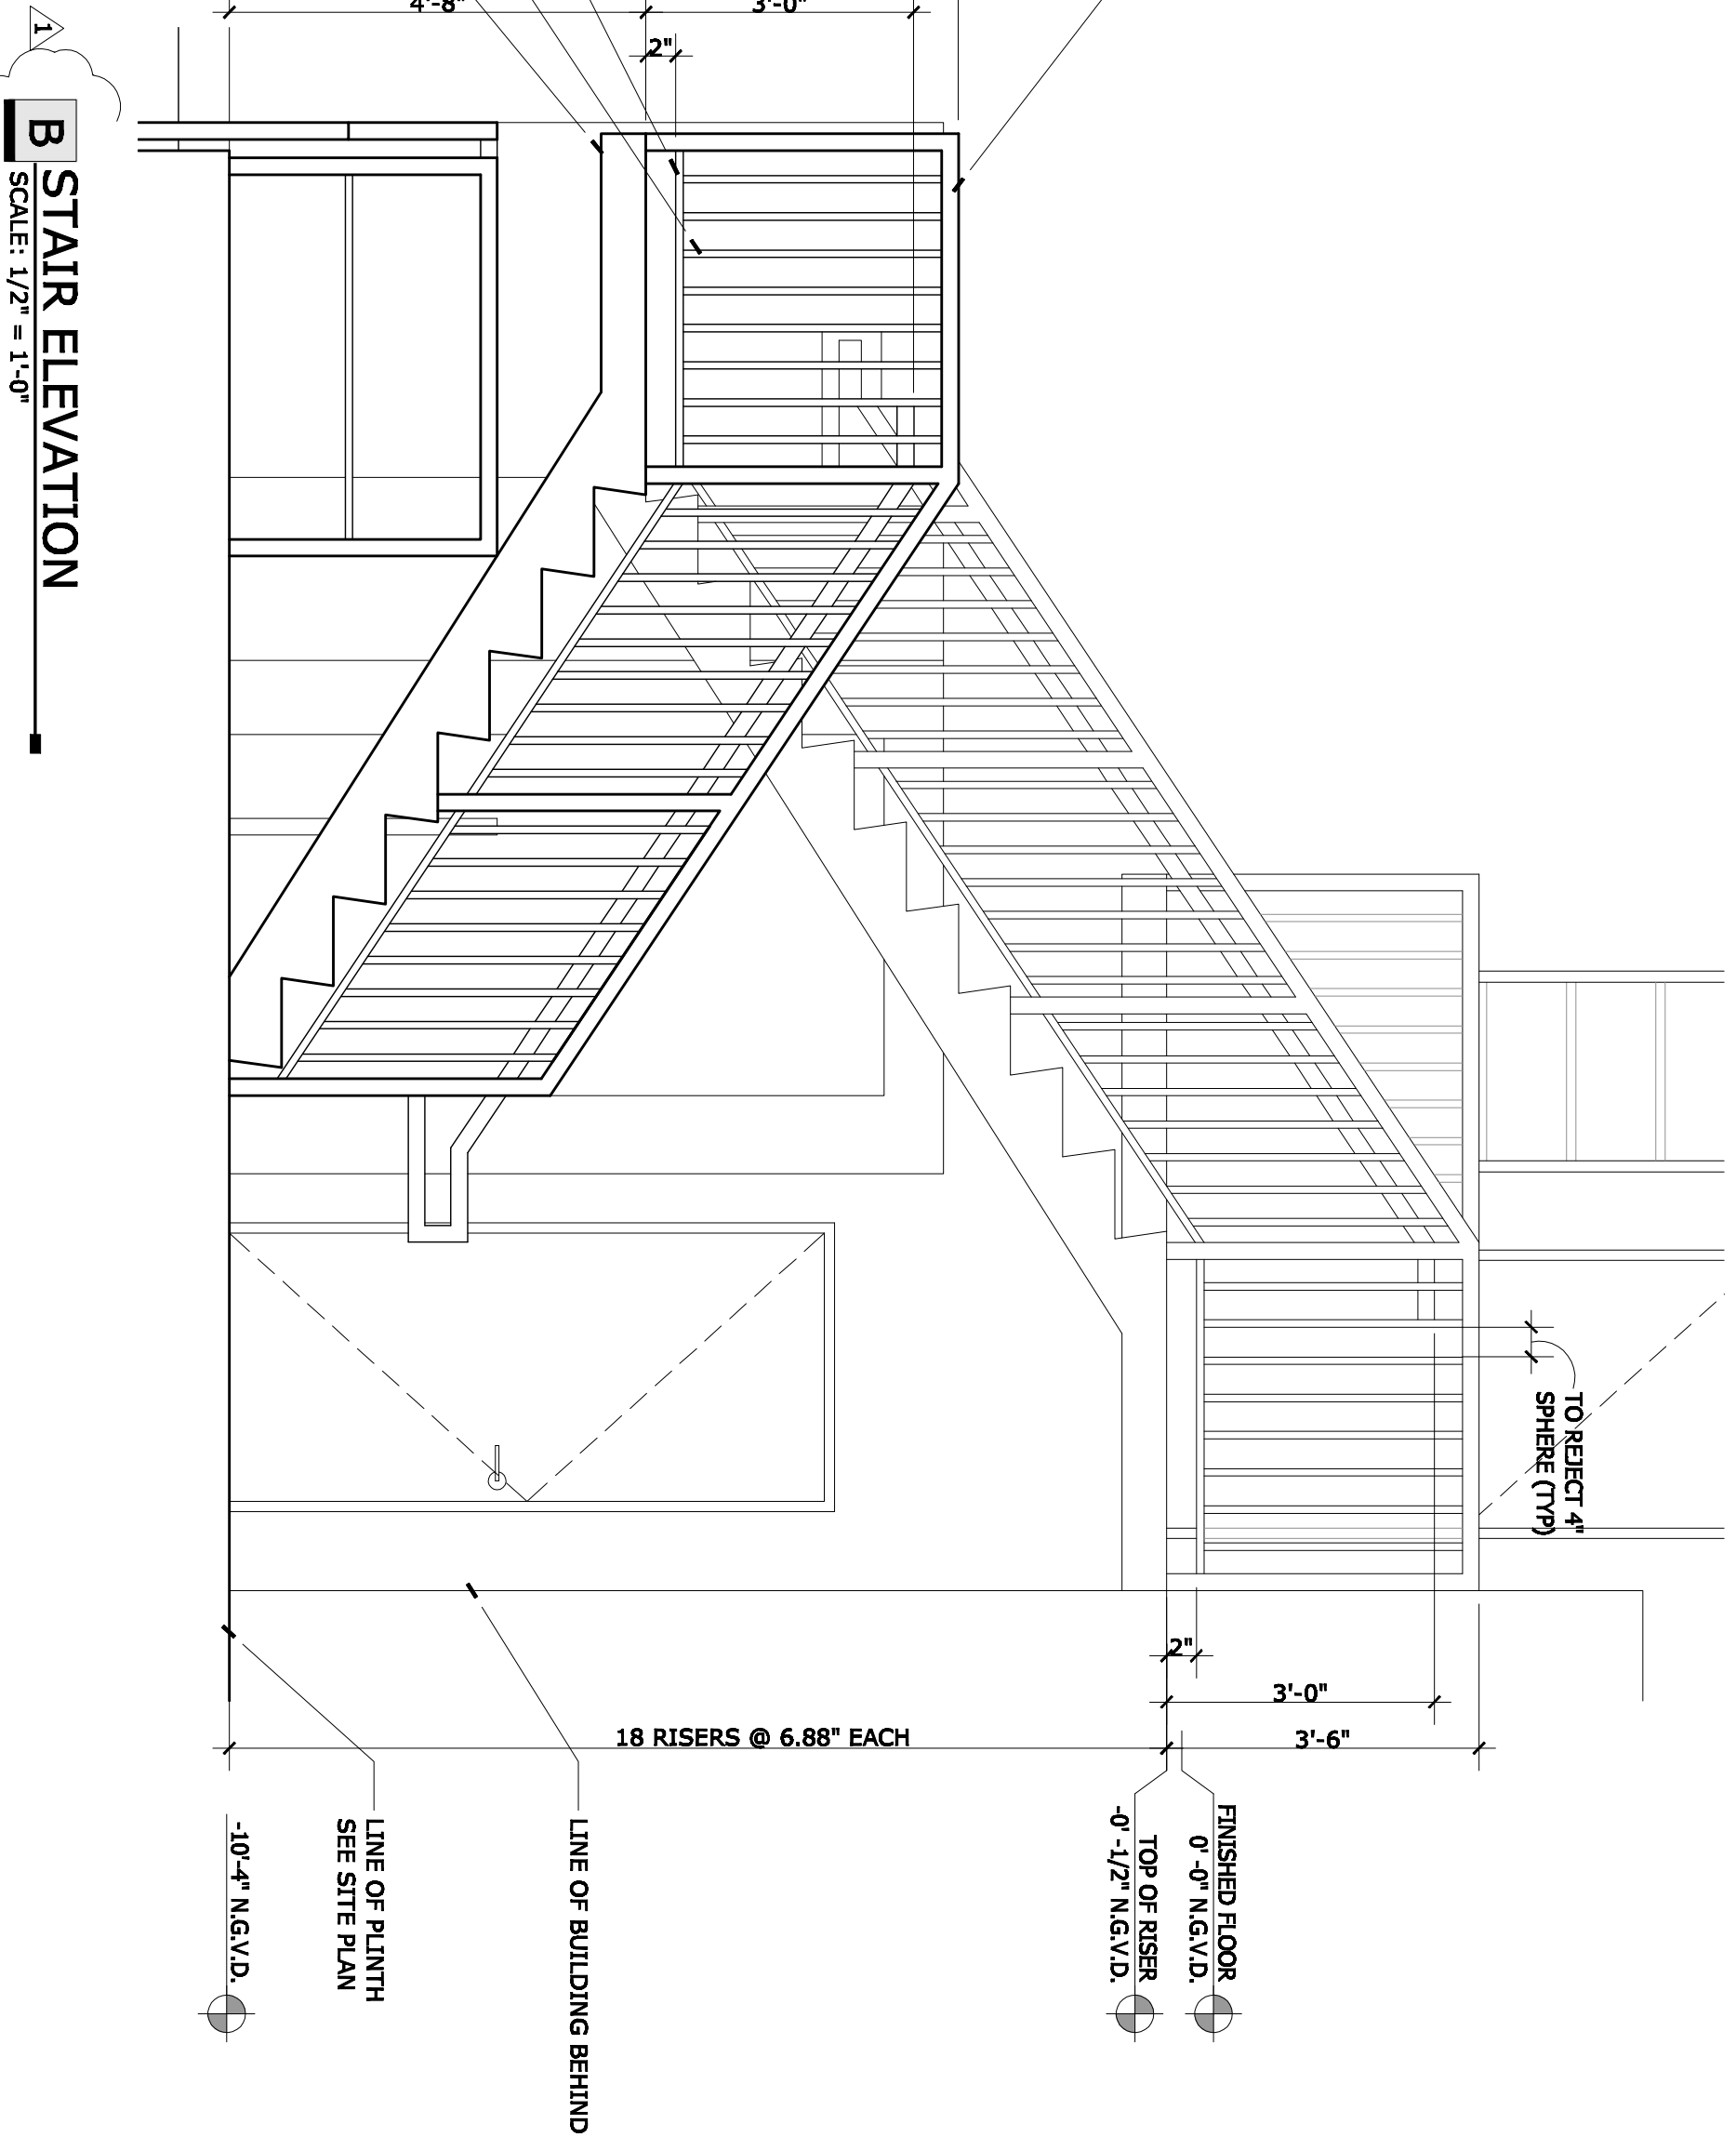 4'-8"
3'-0"
2"
1
B
STAIR ELEVATION
SCALE: 1/2" = 1'-0"
TO REJECT 4"
SPHERE (TYP)
2"
3'-0"
18 RISERS @ 6.88" EACH
3'-6"
FINISHED FLOOR
0' -0" N.G.V.D.
TOP OF RISER
-0' -1/2" N.G.V.D.
LINE OF BUILDING BEHIND
LINE OF PLINTH
SEE SITE PLAN
-10'-4" N.G.V.D.